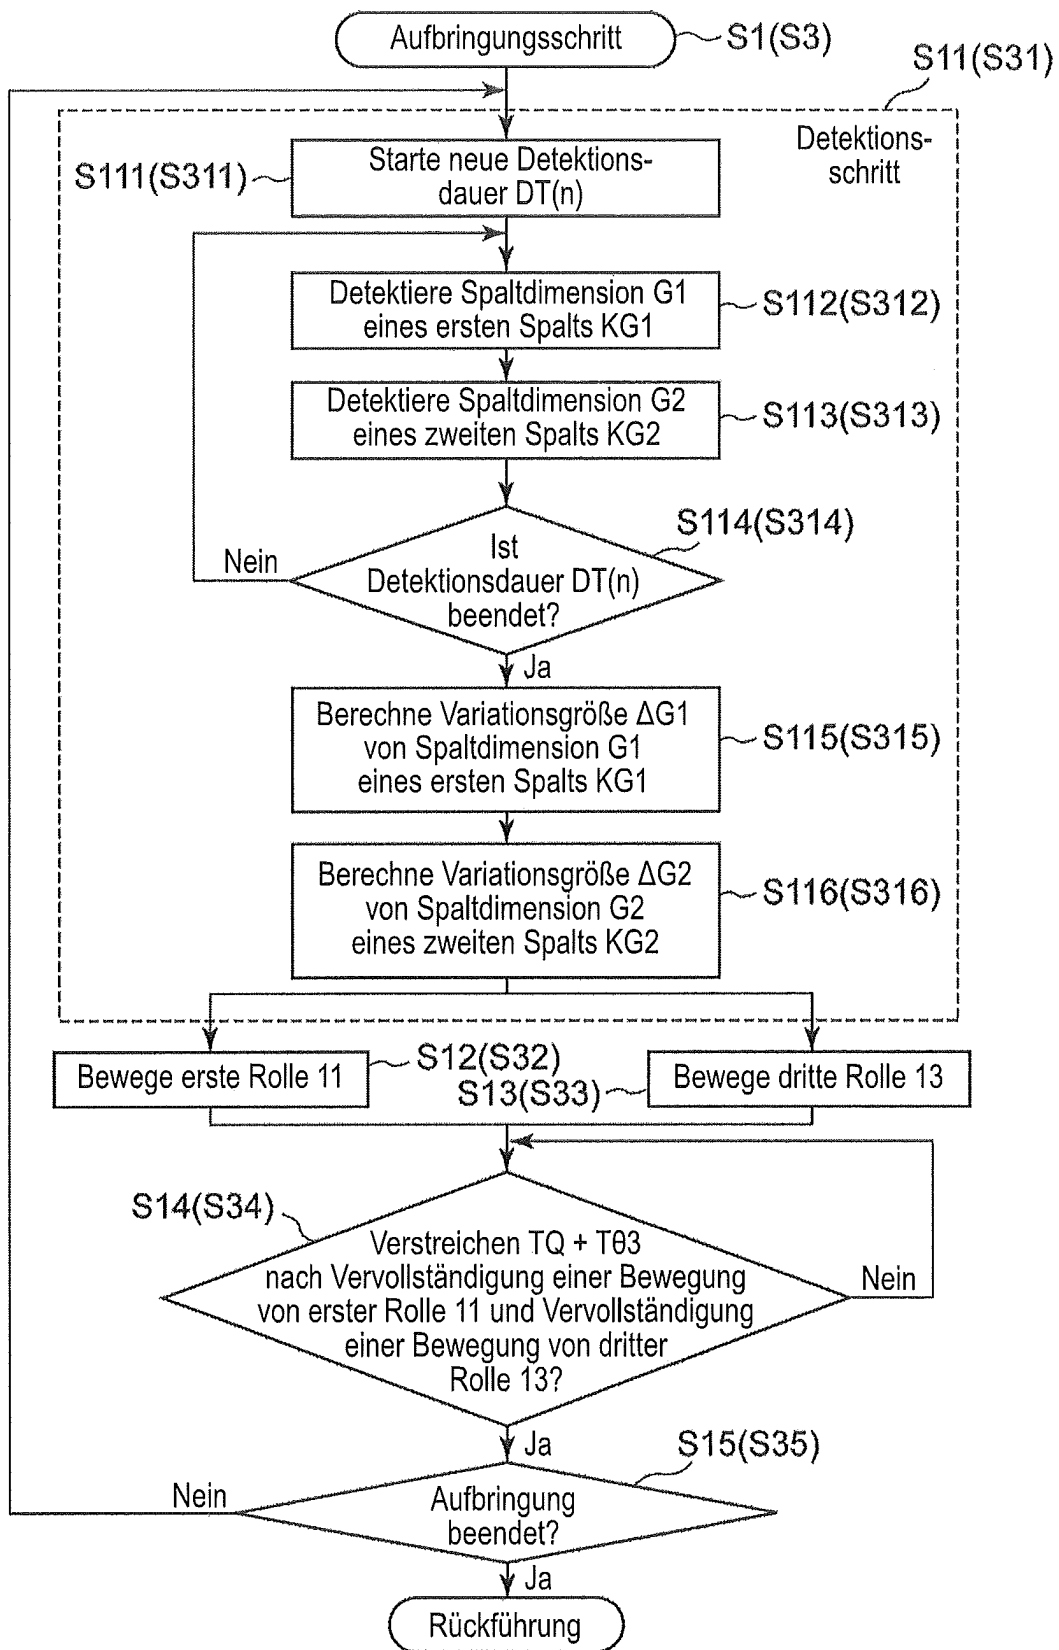 Aufbringungsschritt
S1(S3)
S11(S31)
Detektions-
schritt
S111(S311)
Starte neue Detektions-
dauer DT(n)
Detektiere Spaltdimension G1
eines ersten Spalts KG1
S112(S312)
Detektiere Spaltdimension G2
eines zweiten Spalts KG2
S113(S313)
S114(S314)
Nein
Ist
Detektionsdauer DT(n)
beendet?
Ja
Berechne Variationsgröße ΔG1
von Spaltdimension G1
eines ersten Spalts KG1
S115(S315)
Berechne Variationsgröße ΔG2
von Spaltdimension G2
eines zweiten Spalts KG2
S116(S316)
Bewege erste Rolle 11
S12(S32)
S13(S33)
Bewege dritte Rolle 13
S14(S34)
Verstreichen TQ + Tθ3
nach Vervollständigung einer Bewegung
von erster Rolle 11 und Vervollständigung
einer Bewegung von dritter
Rolle 13?
Nein
Ja
S15(S35)
Nein
Aufbringung
beendet?
Ja
Rückführung